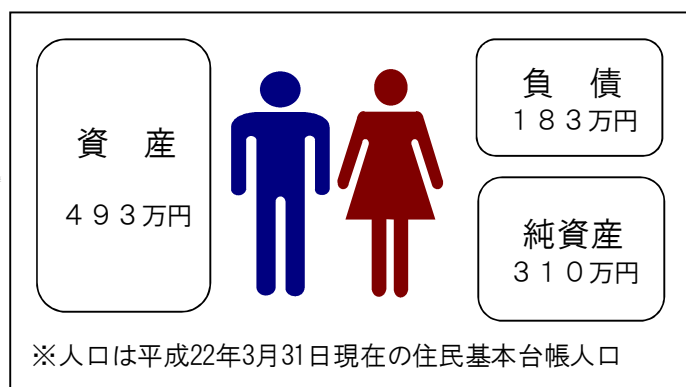 資　産
４９３万円
負　債
１８３万円
純資産
３１０万円
※人口は平成22年3月31日現在の住民基本台帳人口